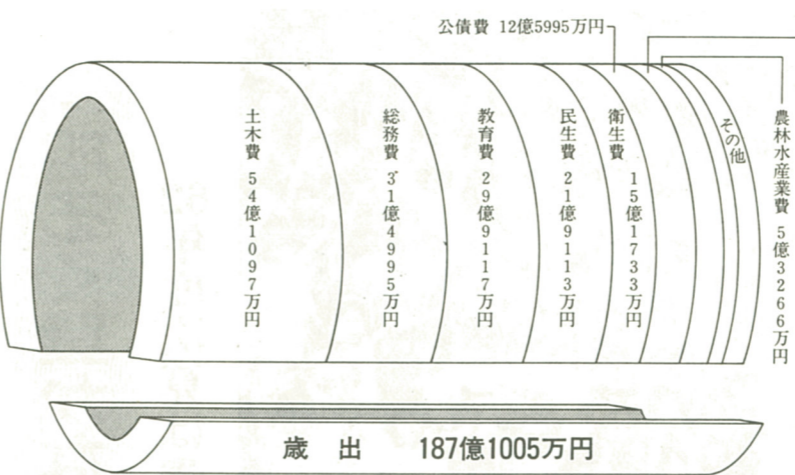 公債費 12億5995万円
土木費 54億1097万円
総務費 31億4995万円
教育費 29億9117万円
民生費 21億9113万円
衛生費 15億1733万円
その他
農林水産業費 5億3266万円
歳出 187億1005万円